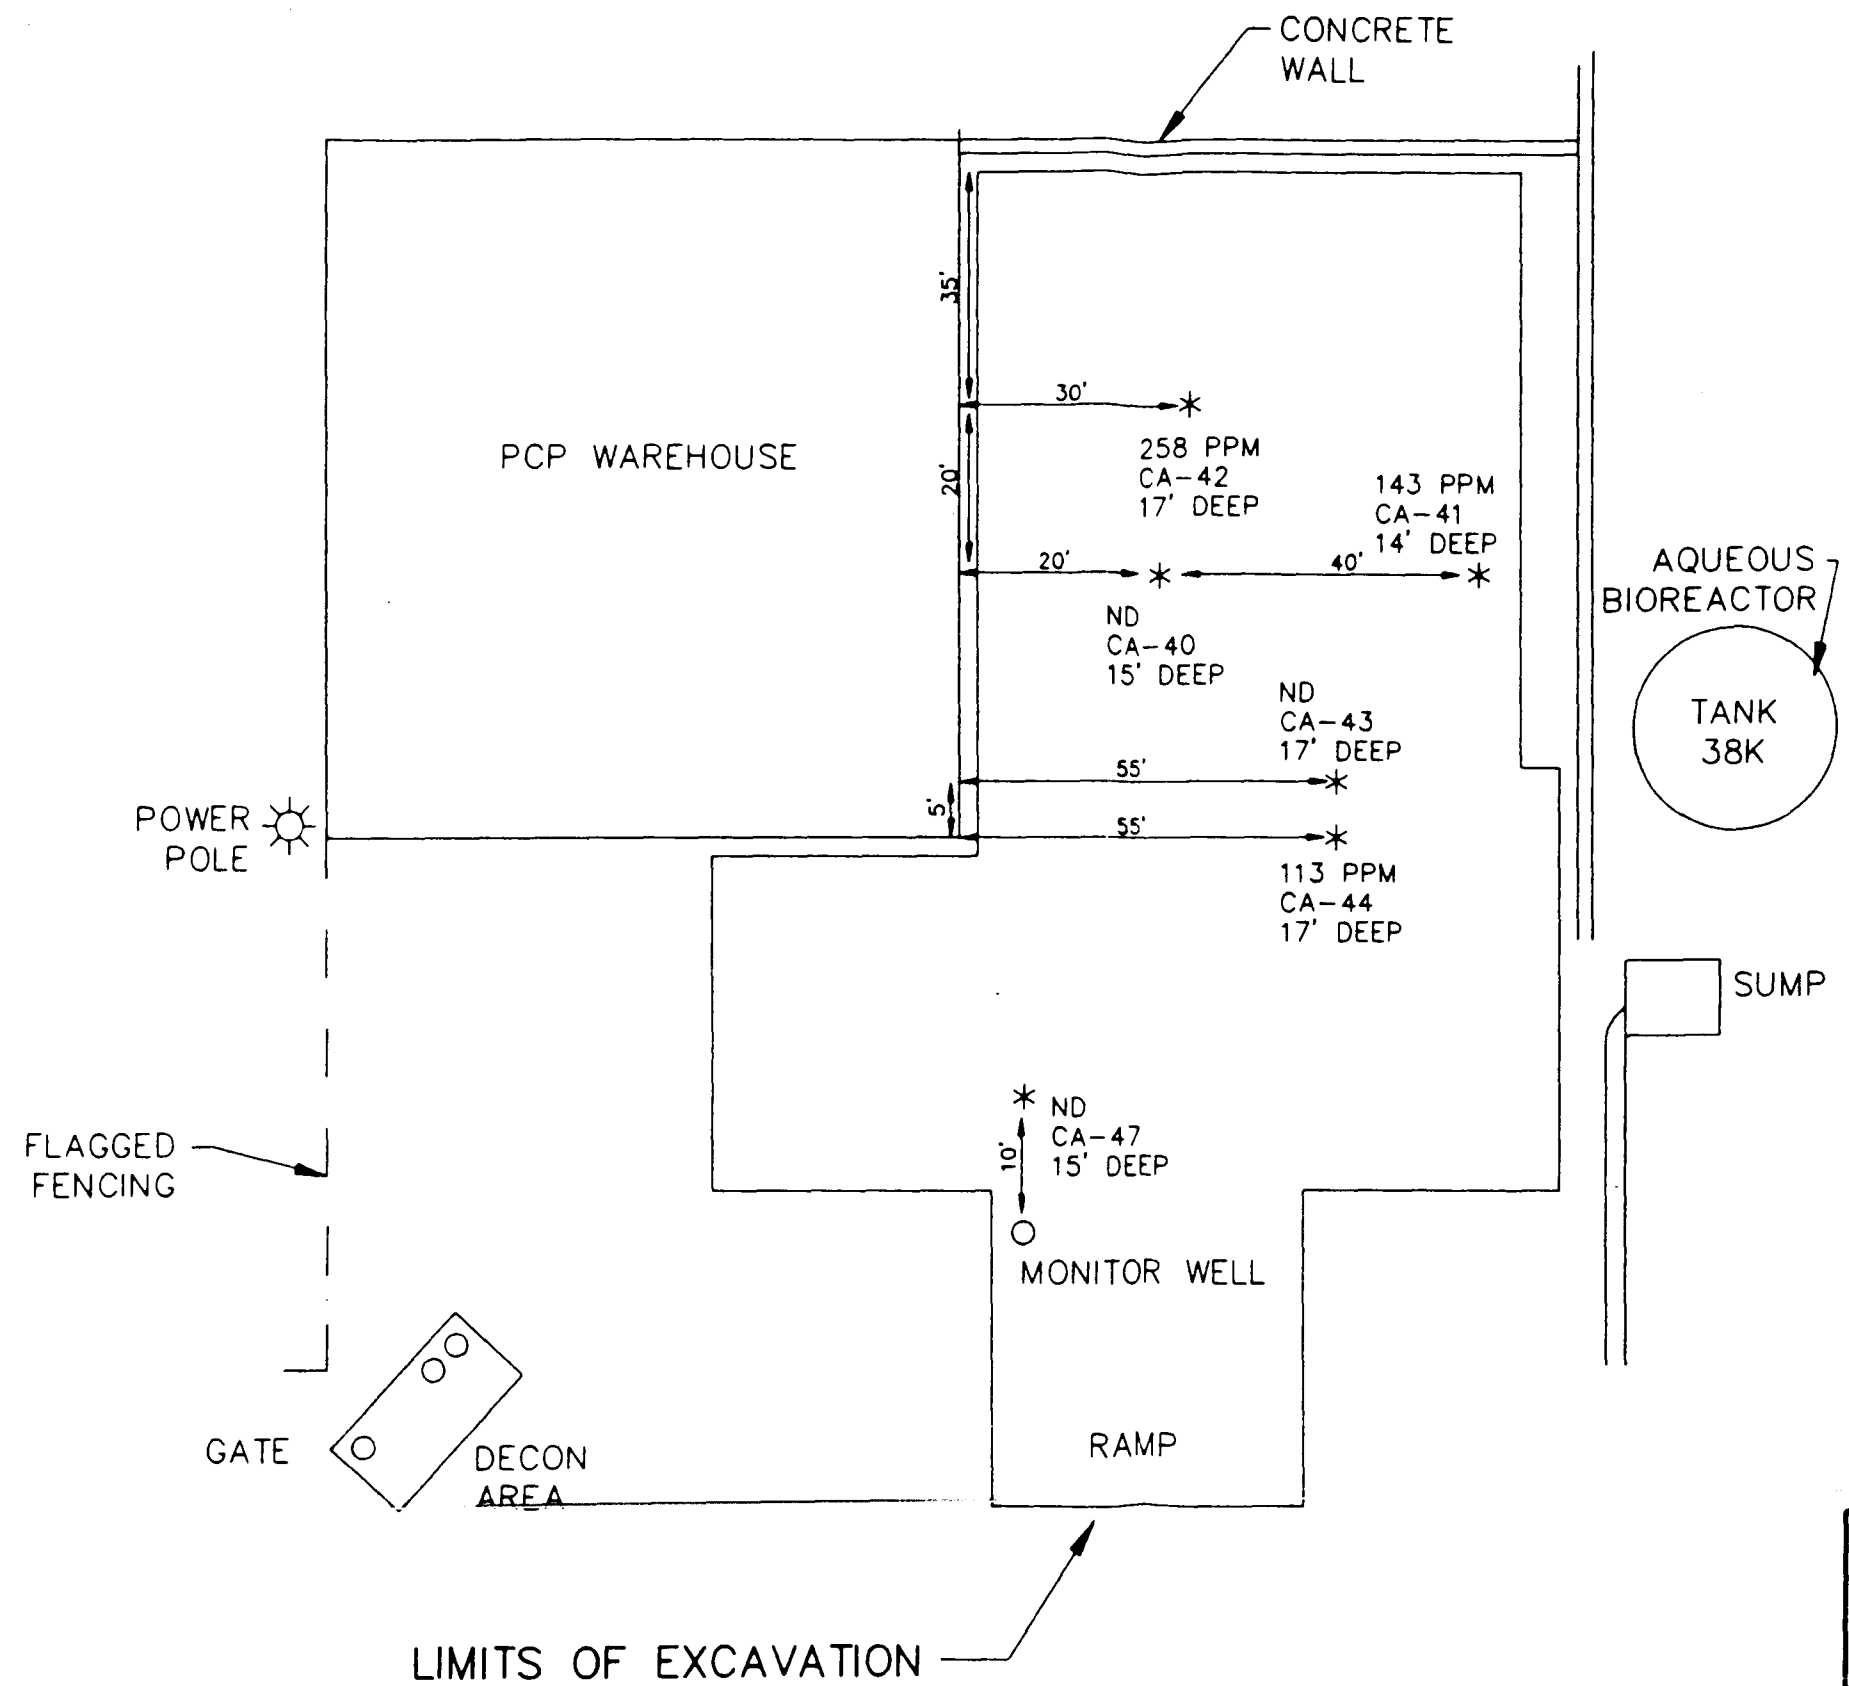 CONCRETE
WALL
35'
30'
PCP WAREHOUSE
258 PPM
CA-42
17' DEEP
20'
143 PPM
CA-41
14' DEEP
20'
40'
AQUEOUS
BIOREACTOR
ND
CA-40
15' DEEP
TANK
38K
ND
CA-43
17' DEEP
55'
5'
55'
POWER
POLE
113 PPM
CA-44
17' DEEP
SUMP
ND
CA-47
15' DEEP
10'
FLAGGED
FENCING
MONITOR WELL
GATE
DECON
AREA
RAMP
LIMITS OF EXCAVATION